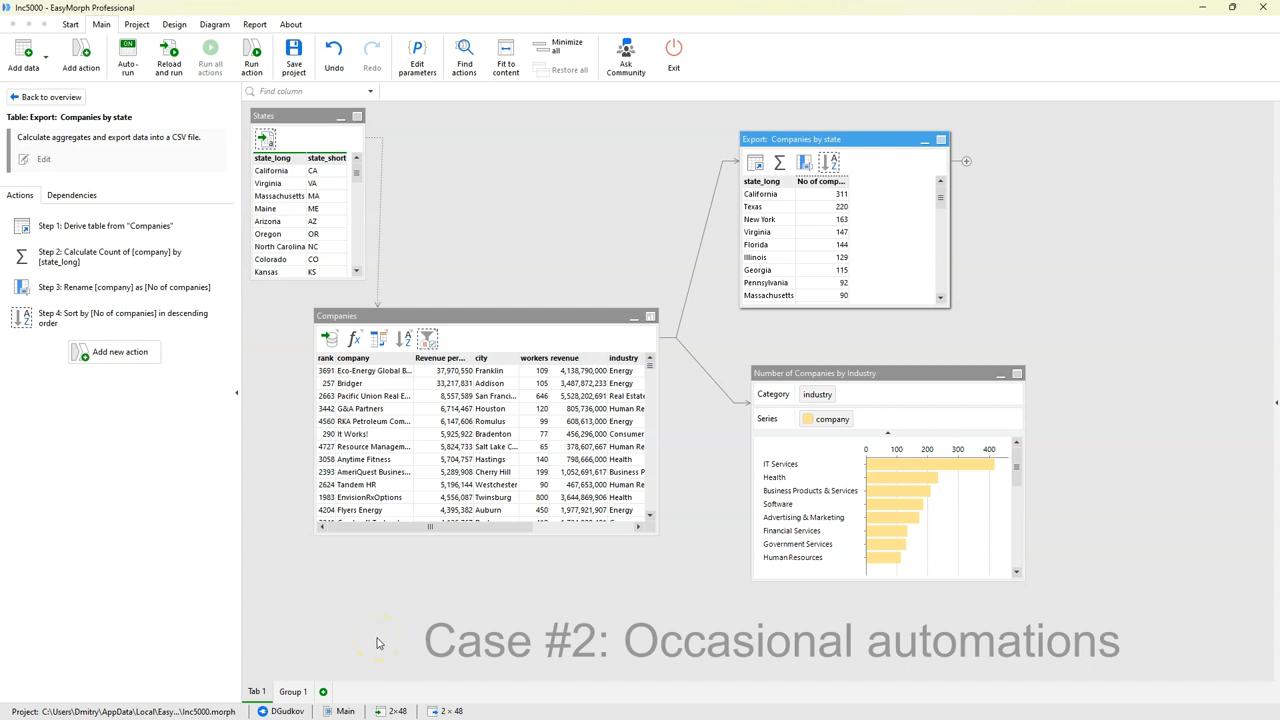 Inc5000 - EasyMorph Professional
Start Main Project Design Diagram Report About
Add data
Add action
ON
Auto-run
Reload and run
Run all actions
Run action
Save project
Undo
Redo
Edit parameters
Find actions
Fit to content
Minimize all
Restore all
Ask Community
Exit
Back to overview
Find column
Table: Export: Companies by state
Calculate aggregates and export data into a CSV file.
Edit
Actions Dependencies
Step 1: Derive table from "Companies"
Step 2: Calculate Count of [company] by
[state_long]
Step 3: Rename [company] as [No of companies]
Step 4: Sort by [No of companies] in descending
order
Add new action
States
state_long state_short
California CA
Virginia VA
Massachusetts MA
Maine ME
Arizona AZ
Oregon OR
North Carolina NC
Colorado CO
Kansas KS
Export: Companies by state
state_long No of comp...
California 311
Texas 220
New York 163
Virginia 147
Florida 144
Illinois 129
Georgia 115
Pennsylvania 92
Massachusetts 90
Companies
rank company Revenue per... city workers revenue industry
3691 Eco-Energy Global B... 37,970,550 Franklin 109 4,138,790,000 Energy
257 Bridger 33,217,831 Addison 105 3,487,872,233 Energy
2663 Pacific Union Real E... 8,557,589 San Franci... 646 5,528,202,691 Real Estate
3442 G&A Partners 6,714,467 Houston 120 805,736,000 Human Re
4560 RKA Petroleum Com... 6,147,606 Romulus 99 608,613,000 Energy
290 It Works! 5,925,922 Bradenton 77 456,296,000 Consumer
4727 Resource Managem... 5,824,733 Salt Lake C... 65 378,607,667 Human Re
3058 Anytime Fitness 5,704,757 Hastings 140 798,666,000 Health
2393 AmeriQuest Busines... 5,289,908 Cherry Hill 199 1,052,691,617 Business P
2624 Tandem HR 5,196,144 Westchester 90 467,653,000 Human Re
1983 EnvisionRxOptions 4,556,087 Twinsburg 800 3,644,869,906 Health
4204 Flyers Energy 4,395,382 Auburn 450 1,977,921,907 Energy
Number of Companies by Industry
Category industry
Series company
0 100 200 300 400
IT Services
Health
Business Products & Services
Software
Advertising & Marketing
Financial Services
Government Services
Human Resources
Case #2: Occasional automations
Tab 1 Group 1
Project: C:\Users\Dmitry\AppData\Local\Easy...\Inc5000.morph DGudkov Main 2×48 2 × 48